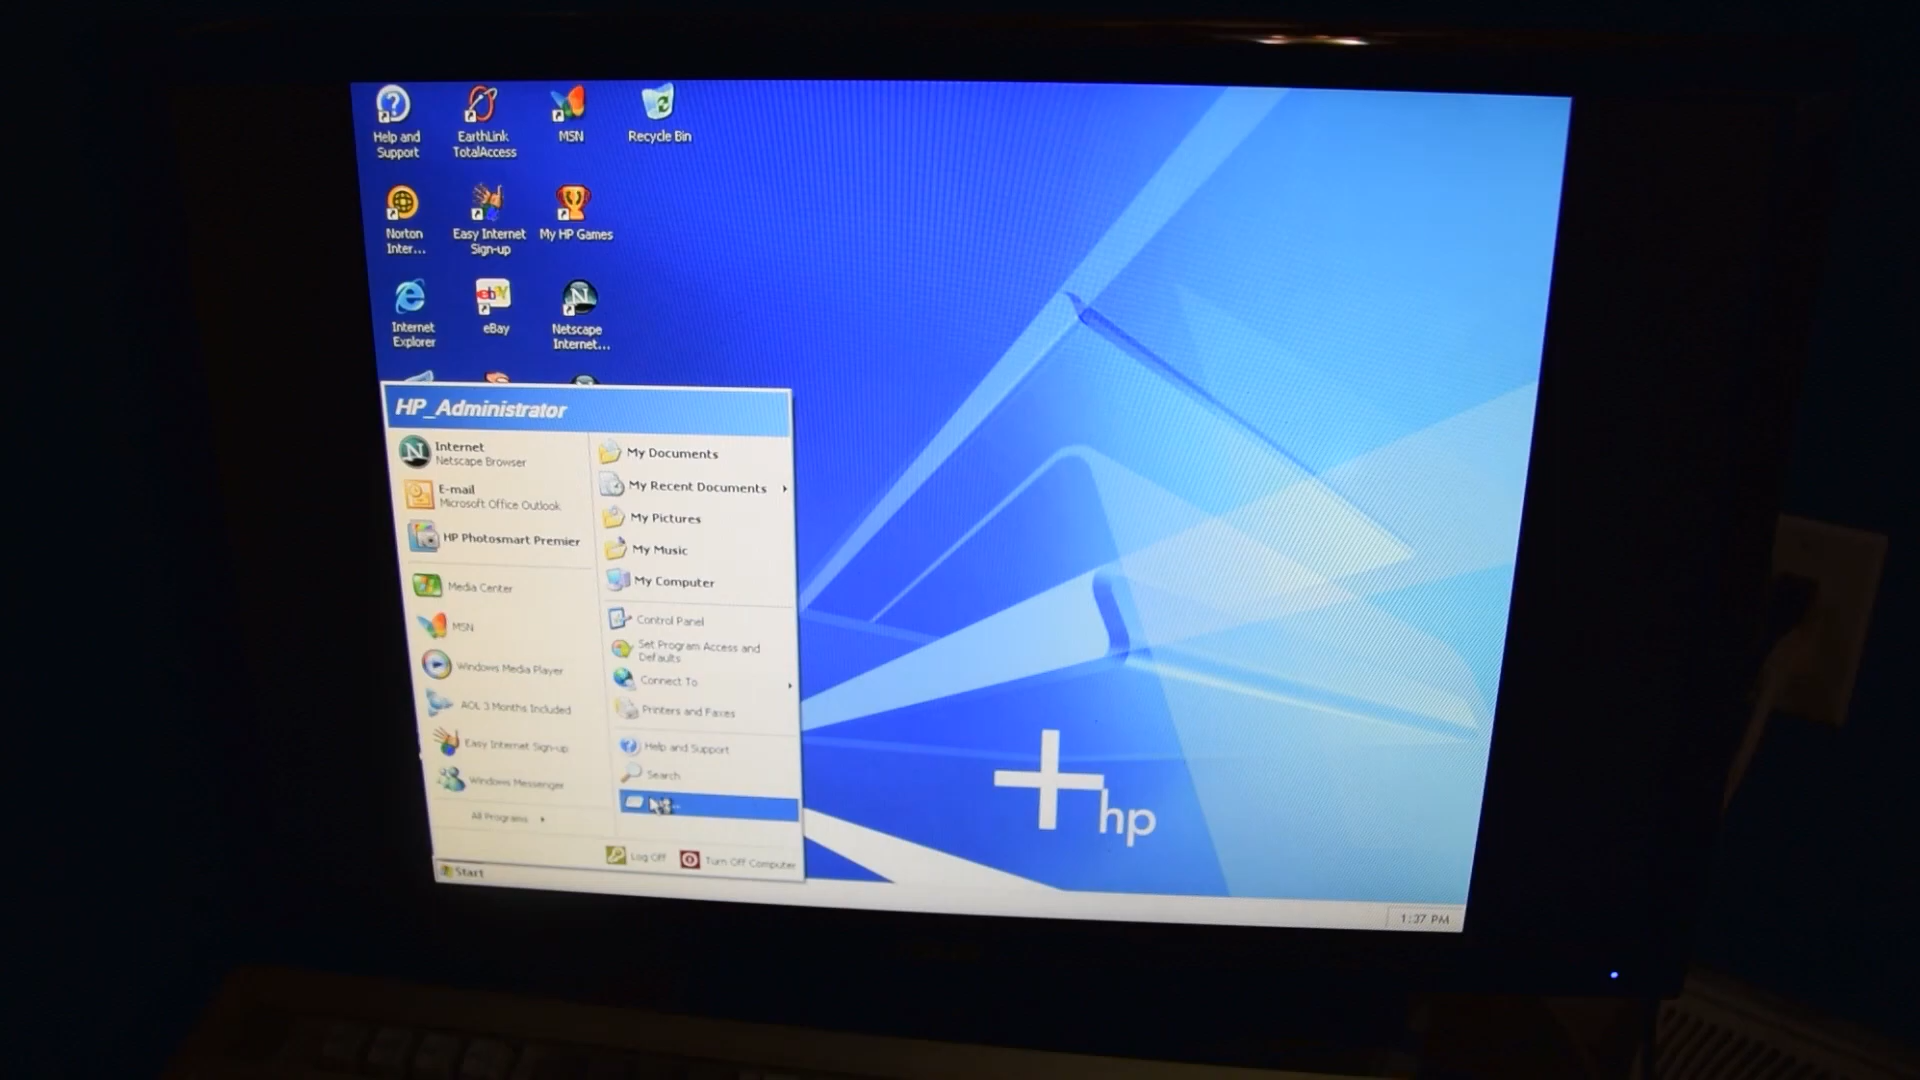 Help and
Support
EarthLink
TotalAccess
MSN
Recycle Bin
Norton
Inter...
Easy Internet
Sign-up
My HP Games
Internet
Explorer
ebY
eBay
N
Netscape
Internet...
HP_Administrator
N
Internet
Netscape Browser
E-mail
Microsoft Office Outlook
HP Photosmart Premier
Media Center
MSN
Windows Media Player
AOL 3 Months Included
Easy Internet Sign-up
Windows Messenger
All Programs
My Documents
My Recent Documents
My Pictures
My Music
My Computer
Control Panel
Set Program Access and
Defaults
Connect To
Printers and Faxes
Help and Support
Search
Log Off
Turn Off Computer
Start
hp
1:37 PM